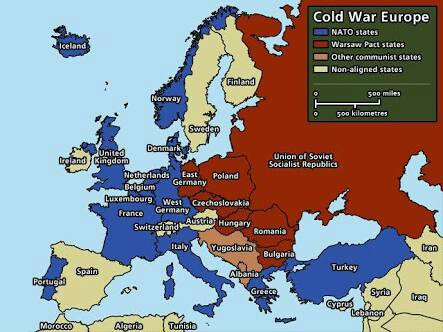 Cold War Europe
NATO states
Warsaw Pact states
Other communist states
Non-aligned states
0 500 miles
0 500 kilometres
Iceland
Norway
Finland
Sweden
Denmark
Ireland
United
Kingdom
Netherlands
Belgium
Luxembourg
East
Germany
Poland
Union of Soviet
Socialist Republics
West
Germany
Czechoslovakia
France
Switzerland
Austria
Hungary
Romania
Italy
Yugoslavia
Bulgaria
Albania
Greece
Turkey
Portugal
Spain
Cyprus
Syria
Lebanon
Iraq
Iran
Morocco
Algeria
Tunisia